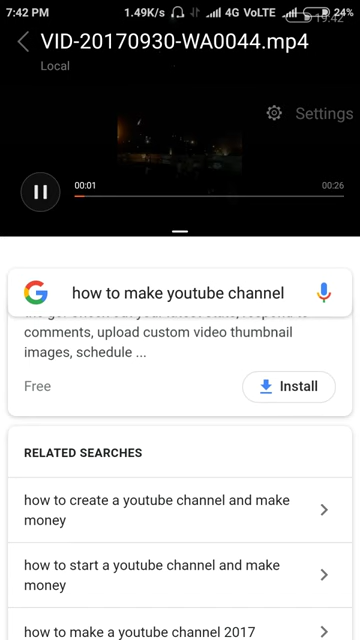 7:42 PM 1.49K/s 4G VoLTE 24%
19:42
VID-20170930-WA0044.mp4
Local
Settings
00:01 00:26
how to make youtube channel
comments, upload custom video thumbnail
images, schedule ...
Free Install
RELATED SEARCHES
how to create a youtube channel and make
money
how to start a youtube channel and make
money
how to make a youtube channel 2017